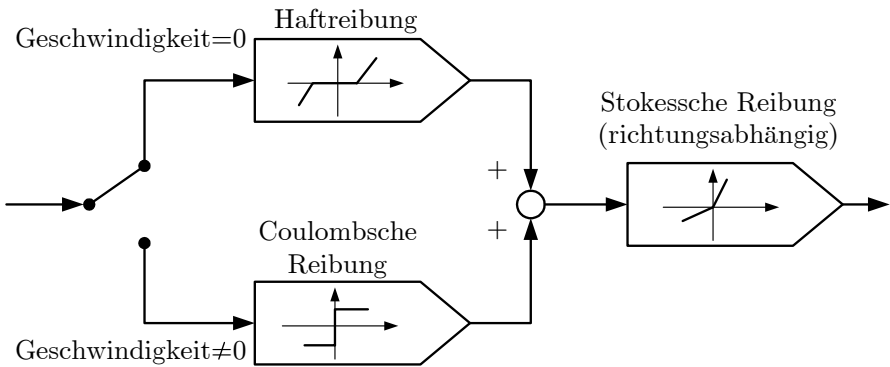 Haftreibung
Geschwindigkeit=0
Stokessche Reibung
(richtungsabhängig)
+
+
Coulombsche
Reibung
Geschwindigkeit≠0